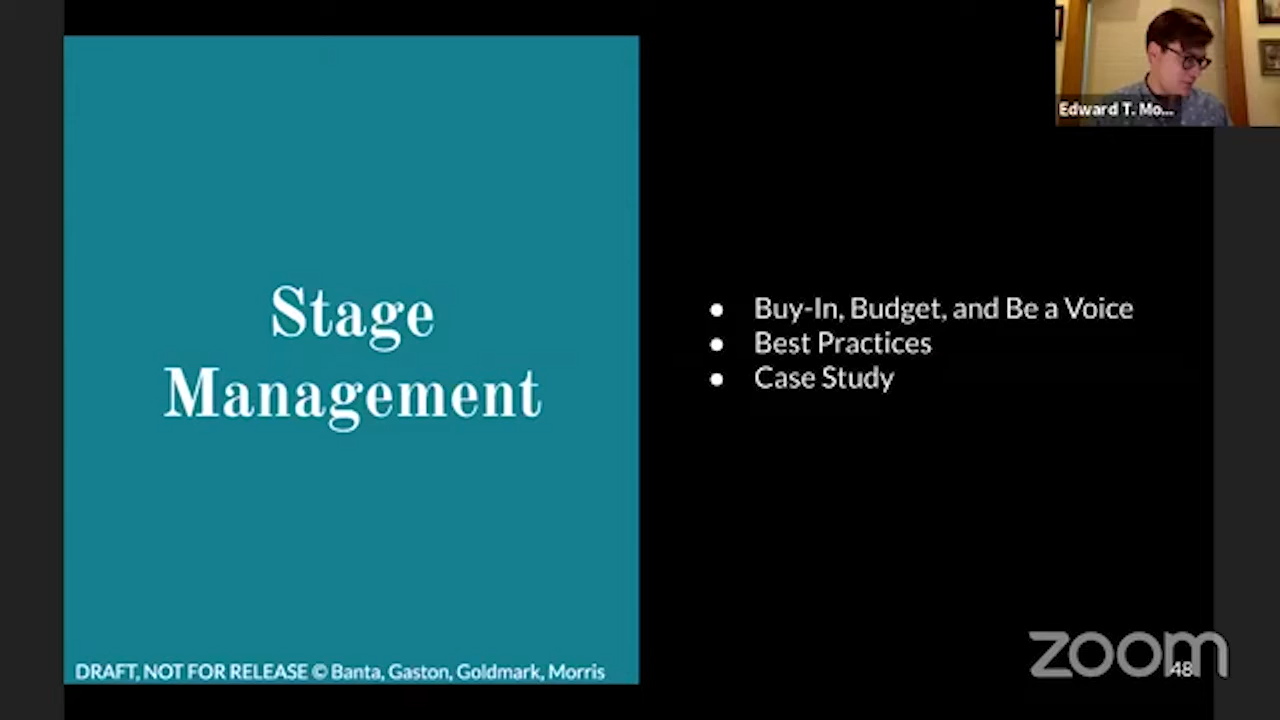 Edward T. Mo...
Stage
Management
● Buy-In, Budget, and Be a Voice
● Best Practices
● Case Study
DRAFT, NOT FOR RELEASE © Banta, Gaston, Goldmark, Morris
zoom
48